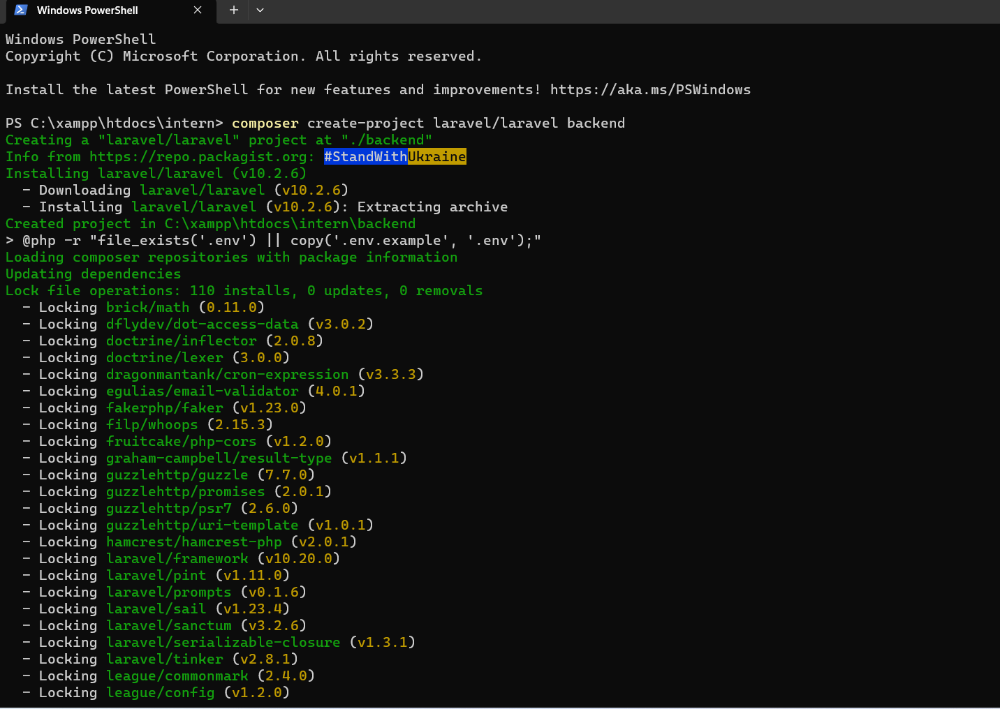 Windows PowerShell
Windows PowerShell
Copyright (C) Microsoft Corporation. All rights reserved.
Install the latest PowerShell for new features and improvements! https://aka.ms/PSWindows
PS C:\xampp\htdocs\intern> composer create-project laravel/laravel backend
Creating a "laravel/laravel" project at "./backend"
Info from https://repo.packagist.org: #StandWithUkraine
Installing laravel/laravel (v10.2.6)
  - Downloading laravel/laravel (v10.2.6)
  - Installing laravel/laravel (v10.2.6): Extracting archive
Created project in C:\xampp\htdocs\intern\backend
> @php -r "file_exists('.env') || copy('.env.example', '.env');"
Loading composer repositories with package information
Updating dependencies
Lock file operations: 110 installs, 0 updates, 0 removals
  - Locking brick/math (0.11.0)
  - Locking dflydev/dot-access-data (v3.0.2)
  - Locking doctrine/inflector (2.0.8)
  - Locking doctrine/lexer (3.0.0)
  - Locking dragonmantank/cron-expression (v3.3.3)
  - Locking egulias/email-validator (4.0.1)
  - Locking fakerphp/faker (v1.23.0)
  - Locking filp/whoops (2.15.3)
  - Locking fruitcake/php-cors (v1.2.0)
  - Locking graham-campbell/result-type (v1.1.1)
  - Locking guzzlehttp/guzzle (7.7.0)
  - Locking guzzlehttp/promises (2.0.1)
  - Locking guzzlehttp/psr7 (2.6.0)
  - Locking guzzlehttp/uri-template (v1.0.1)
  - Locking hamcrest/hamcrest-php (v2.0.1)
  - Locking laravel/framework (v10.20.0)
  - Locking laravel/pint (v1.11.0)
  - Locking laravel/prompts (v0.1.6)
  - Locking laravel/sail (v1.23.4)
  - Locking laravel/sanctum (v3.2.6)
  - Locking laravel/serializable-closure (v1.3.1)
  - Locking laravel/tinker (v2.8.1)
  - Locking league/commonmark (2.4.0)
  - Locking league/config (v1.2.0)